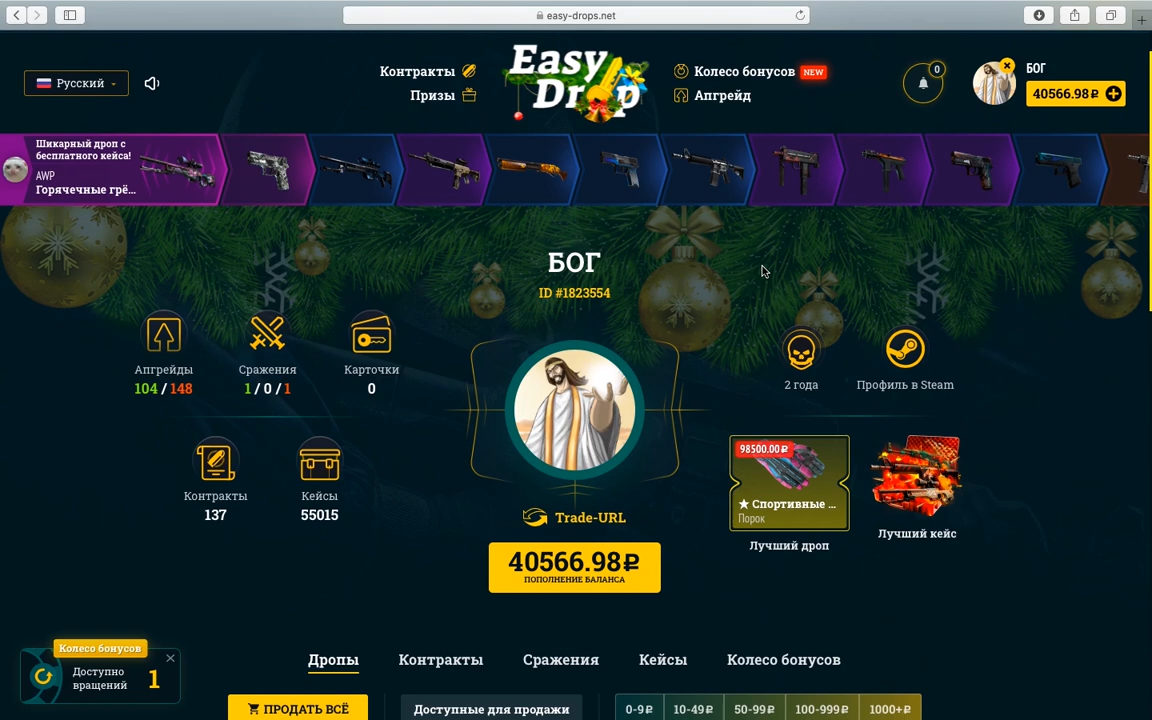 easy-drops.net
Русский
Контракты
Призы
Easy Drop
Колесо бонусов NEW
Апгрейд
0
БОГ
40566.98₽
Шикарный дроп с
бесплатного кейса!
AWP
Горячечные грё...
БОГ
ID #1823554
Апгрейды
104 / 148
Сражения
1 / 0 / 1
Карточки
0
2 года
Профиль в Steam
Контракты
137
Кейсы
55015
Trade-URL
40566.98₽
ПОПОЛНЕНИЕ БАЛАНСА
98500.00₽
★ Спортивные ...
Порок
Лучший дроп
Лучший кейс
Колесо бонусов
Доступно
вращений
1
Дропы
Контракты
Сражения
Кейсы
Колесо бонусов
ПРОДАТЬ ВСЁ
Доступные для продажи
0-9₽
10-49₽
50-99₽
100-999₽
1000+₽